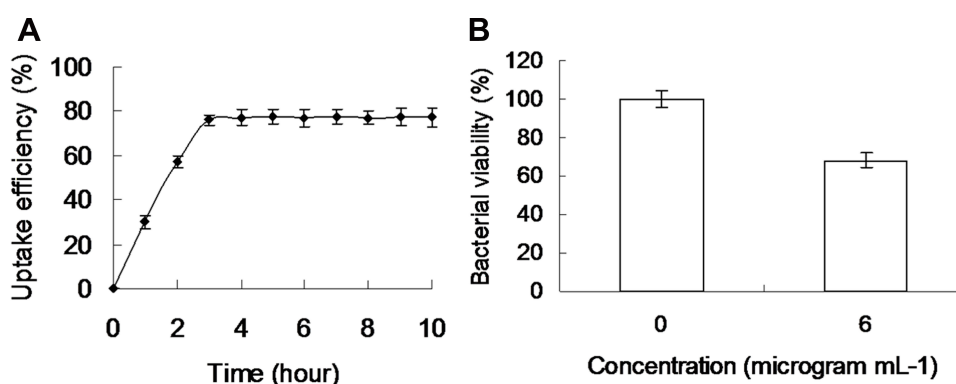 A
Uptake efficiency (%)
100
80
60
40
20
0
0 2 4 6 8 10
Time (hour)
B
Bacterial viability (%)
120
100
80
60
40
20
0
0 6
Concentration (microgram mL-1)